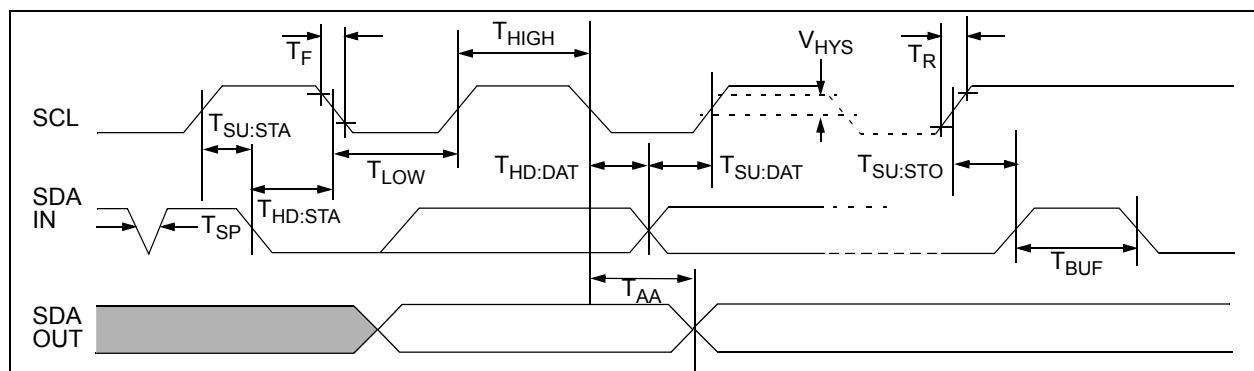 T_F
T_HIGH
V_HYS
T_R
SCL
T_SU:STA
T_LOW
T_HD:DAT
T_SU:DAT
T_SU:STO
SDA
IN
T_SP
T_HD:STA
T_BUF
T_AA
SDA
OUT